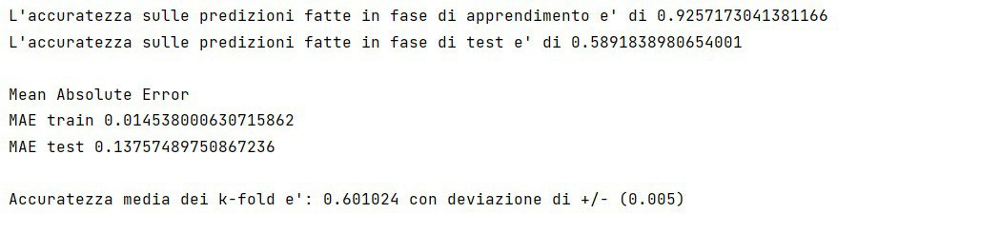 L'accuratezza sulle predizioni fatte in fase di apprendimento e' di 0.9257173041381166
L'accuratezza sulle predizioni fatte in fase di test e' di 0.5891838980654001
Mean Absolute Error
MAE train 0.014538000630715862
MAE test 0.13757489750867236
Accuratezza media dei k-fold e': 0.601024 con deviazione di +/- (0.005)